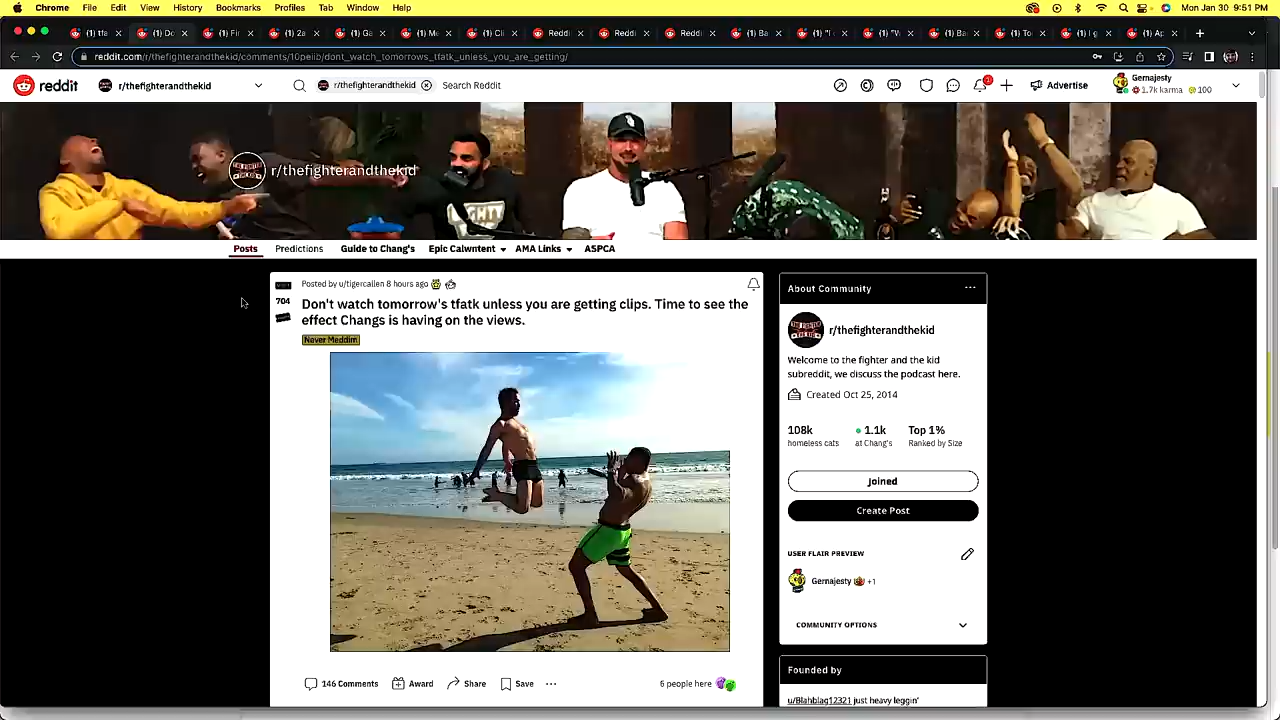 Chrome File Edit View History Bookmarks Profiles Tab Window Help Mon Jan 30 9:51 PM
reddit.com/r/thefighterandthekid/comments/10peiib/dont_watch_tomorrows_tfatk_unless_you_are_getting/
reddit r/thefighterandthekid r/thefighterandthekid Search Reddit Advertise Gernajesty
1.7k karma 100
r/thefighterandthekid
Posts Predictions Guide to Chang's Epic Calwntent AMA Links ASPCA
Posted by u/tigercallen 8 hours ago
704
Don't watch tomorrow's tfatk unless you are getting clips. Time to see the
effect Changs is having on the views.
Never Meddim
146 Comments Award Share Save 6 people here
About Community
r/thefighterandthekid
Welcome to the fighter and the kid
subreddit, we discuss the podcast here.
Created Oct 25, 2014
108k 1.1k Top 1%
homeless cats at Chang's Ranked by Size
Joined
Create Post
USER FLAIR PREVIEW
Gernajesty +1
COMMUNITY OPTIONS
Founded by
u/Blahblag12321 just heavy leggin'